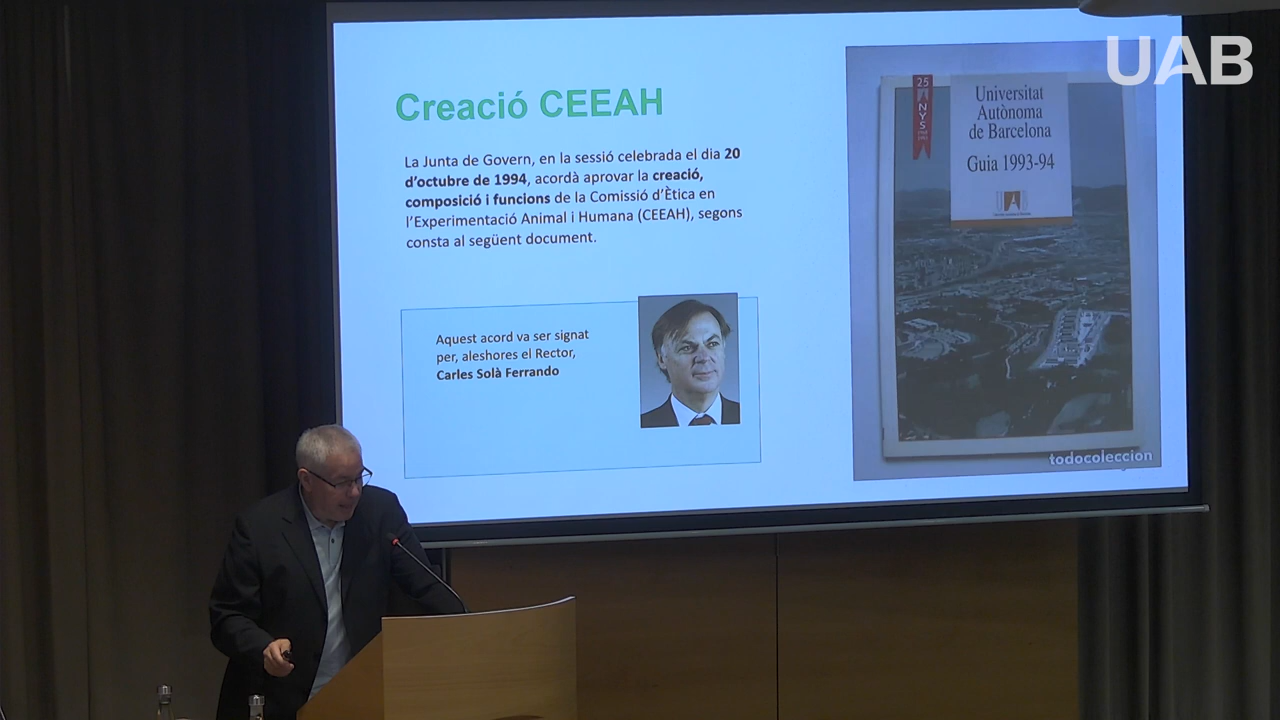 UAB
Creació CEEAH
La Junta de Govern, en la sessió celebrada el dia 20
d'octubre de 1994, acordà aprovar la creació,
composició i funcions de la Comissió d'Ètica en
l'Experimentació Animal i Humana (CEEAH), segons
consta al següent document.
Aquest acord va ser signat
per, aleshores el Rector,
Carles Solà Ferrando
25
ANYS
Universitat
Autònoma
de Barcelona
Guia 1993-94
todocoleccion